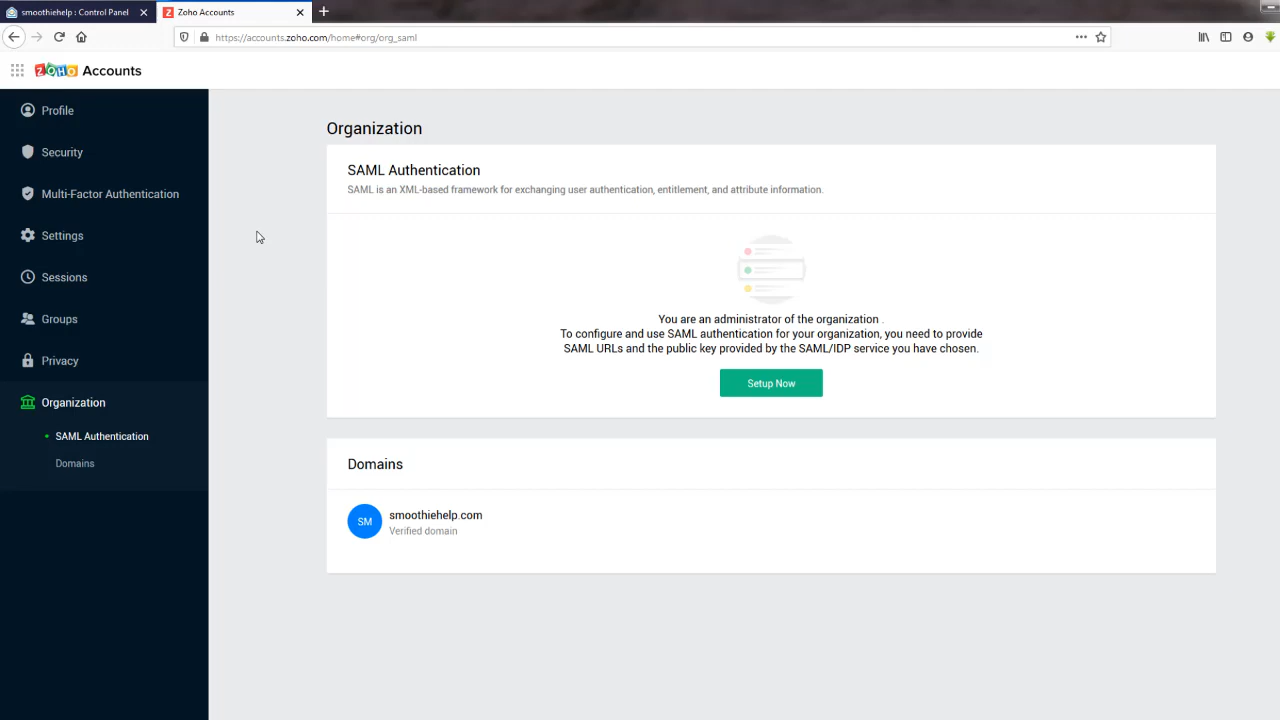 smoothiehelp : Control Panel
Zoho Accounts
https://accounts.zoho.com/home#org/org_saml
ZOHO Accounts
Profile
Security
Multi-Factor Authentication
Settings
Sessions
Groups
Privacy
Organization
SAML Authentication
Domains
Organization
SAML Authentication
SAML is an XML-based framework for exchanging user authentication, entitlement, and attribute information.
You are an administrator of the organization .
To configure and use SAML authentication for your organization, you need to provide
SAML URLs and the public key provided by the SAML/IDP service you have chosen.
Setup Now
Domains
SM
smoothiehelp.com
Verified domain